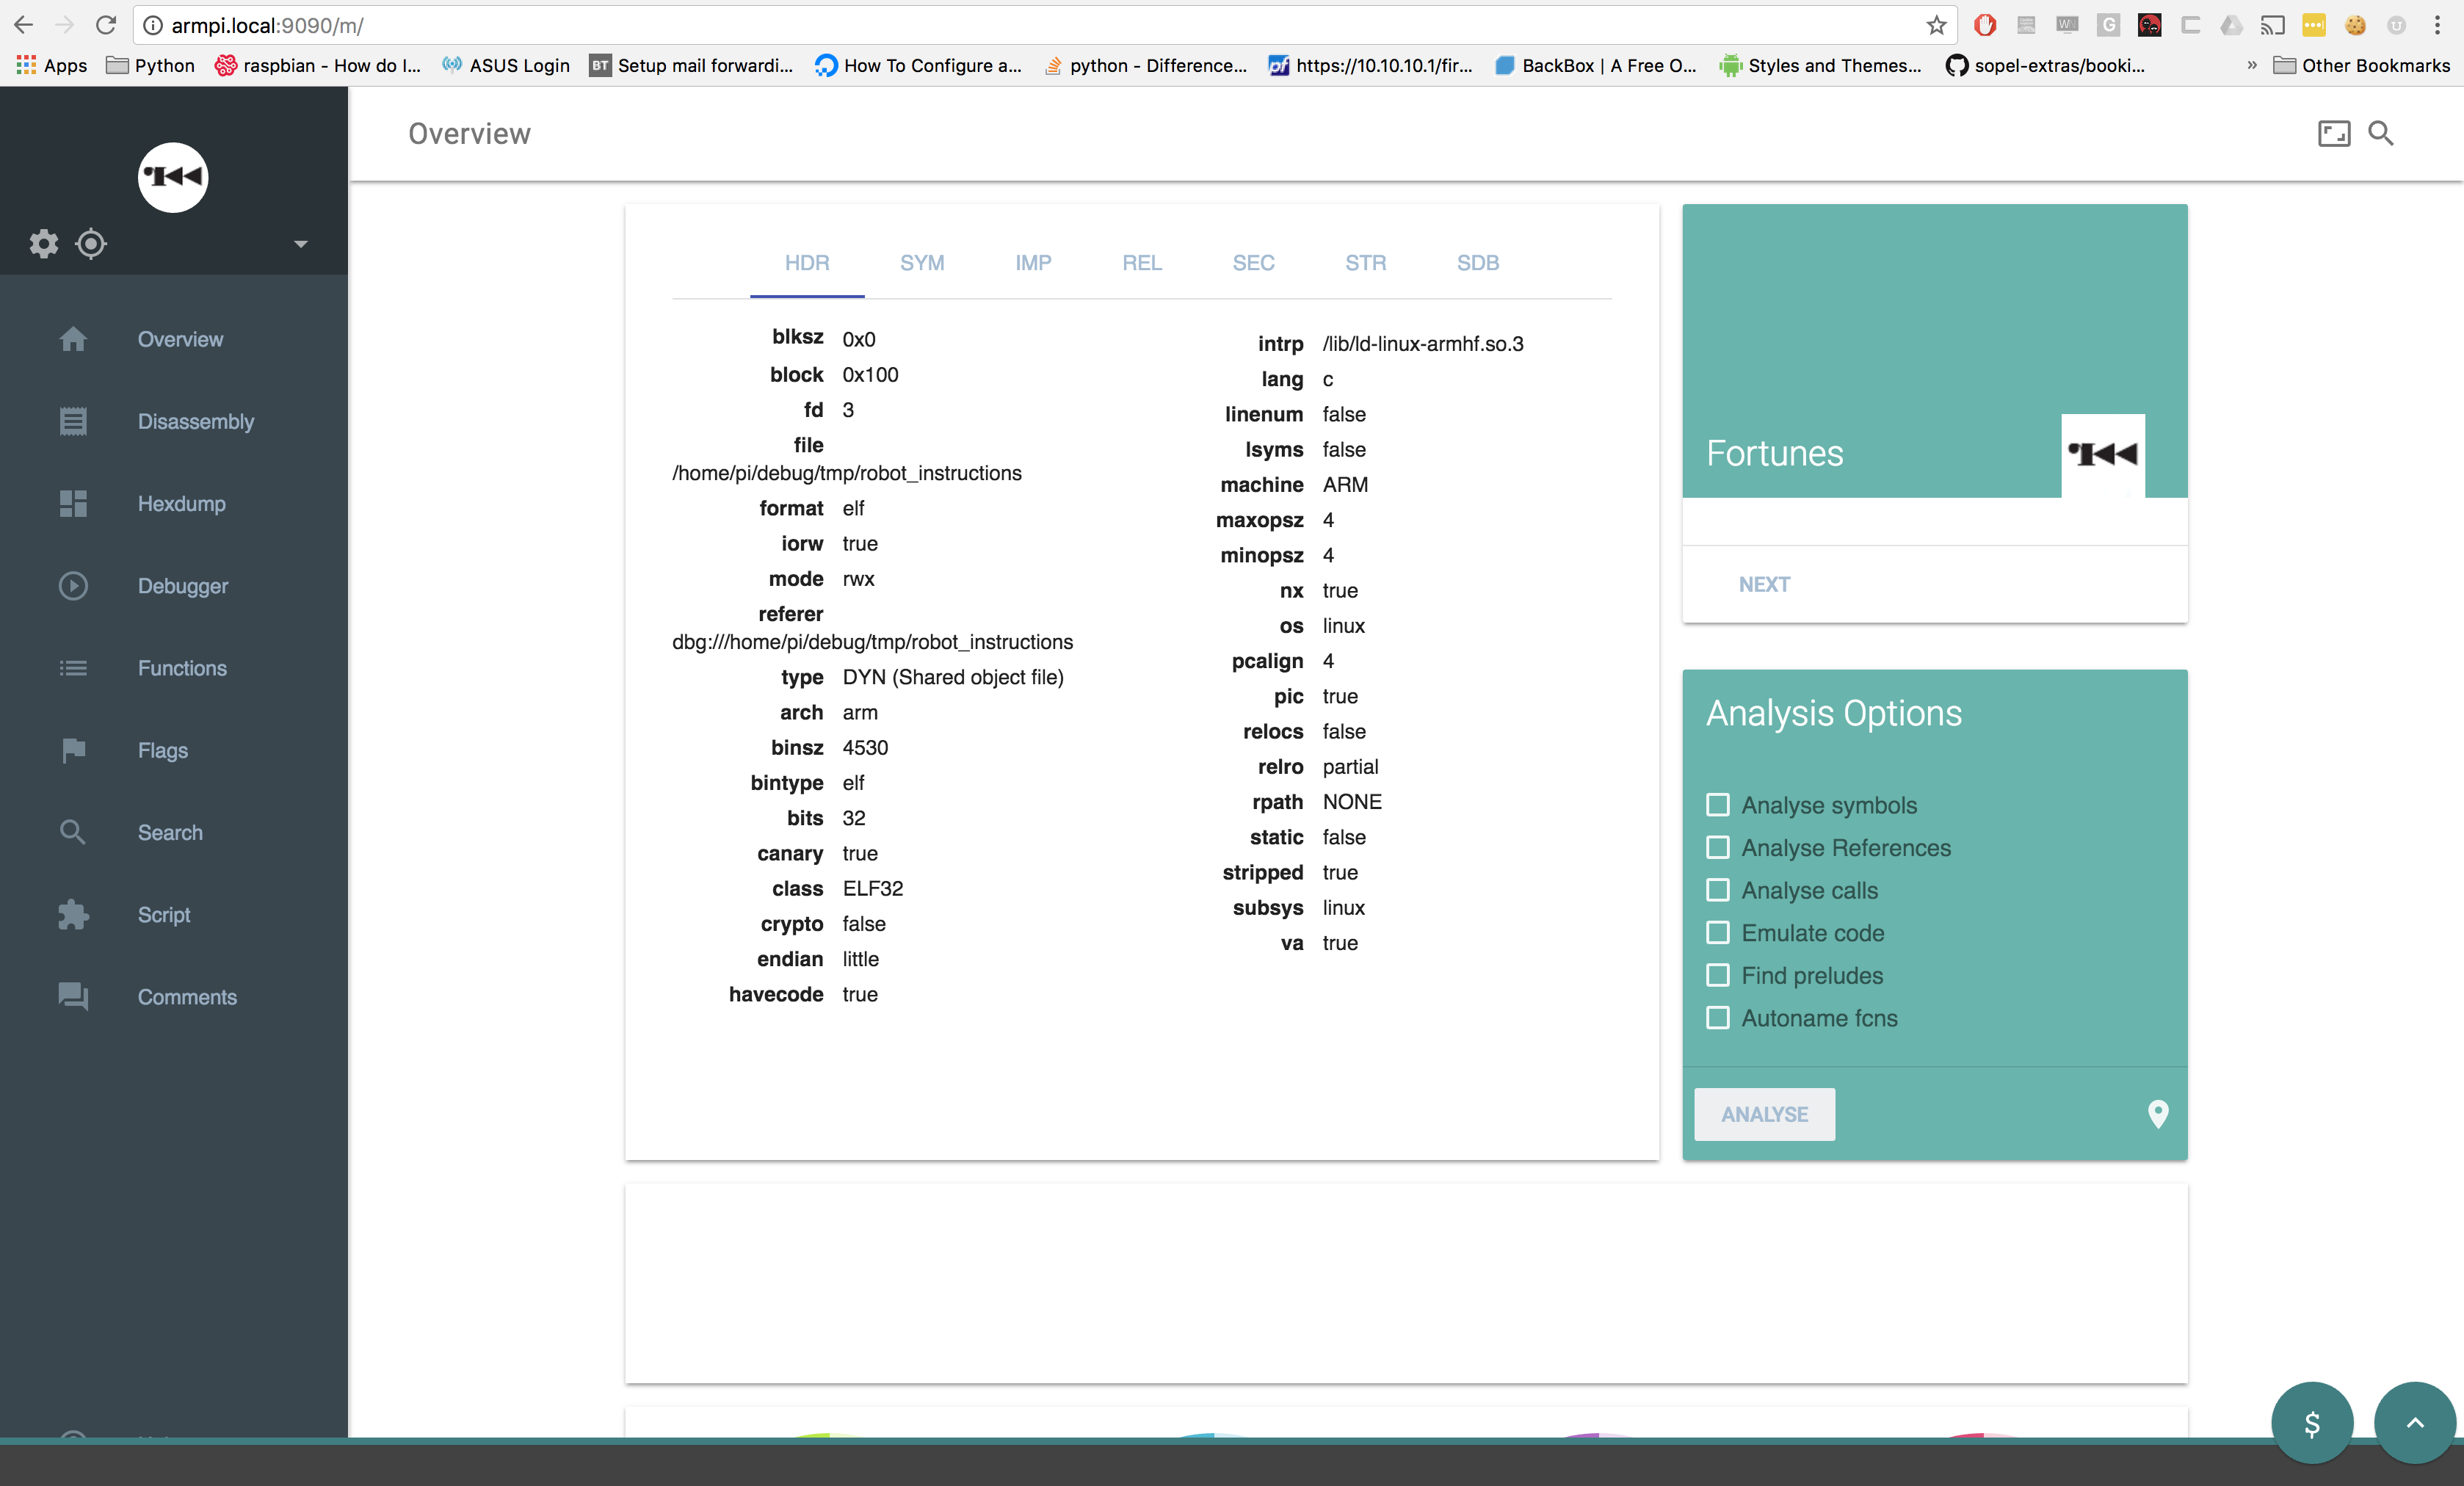 armpi.local:9090/m/
Apps Python raspbian - How do I... ASUS Login BT Setup mail forwardi... How To Configure a... python - Difference... pf https://10.10.10.1/fir... BackBox | A Free O... Styles and Themes... sopel-extras/booki... » Other Bookmarks
Overview
Overview
Disassembly
Hexdump
Debugger
Functions
Flags
Search
Script
Comments
HDR SYM IMP REL SEC STR SDB
blksz 0x0
block 0x100
fd 3
file
/home/pi/debug/tmp/robot_instructions
format elf
iorw true
mode rwx
referer
dbg:///home/pi/debug/tmp/robot_instructions
type DYN (Shared object file)
arch arm
binsz 4530
bintype elf
bits 32
canary true
class ELF32
crypto false
endian little
havecode true
intrp /lib/ld-linux-armhf.so.3
lang c
linenum false
lsyms false
machine ARM
maxopsz 4
minopsz 4
nx true
os linux
pcalign 4
pic true
relocs false
relro partial
rpath NONE
static false
stripped true
subsys linux
va true
Fortunes
NEXT
Analysis Options
Analyse symbols
Analyse References
Analyse calls
Emulate code
Find preludes
Autoname fcns
ANALYSE
$